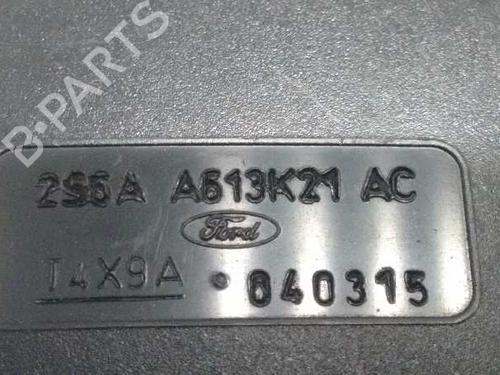 B-PARTS
2S6A A613K21 AC
Ford
T4X9A • 040315